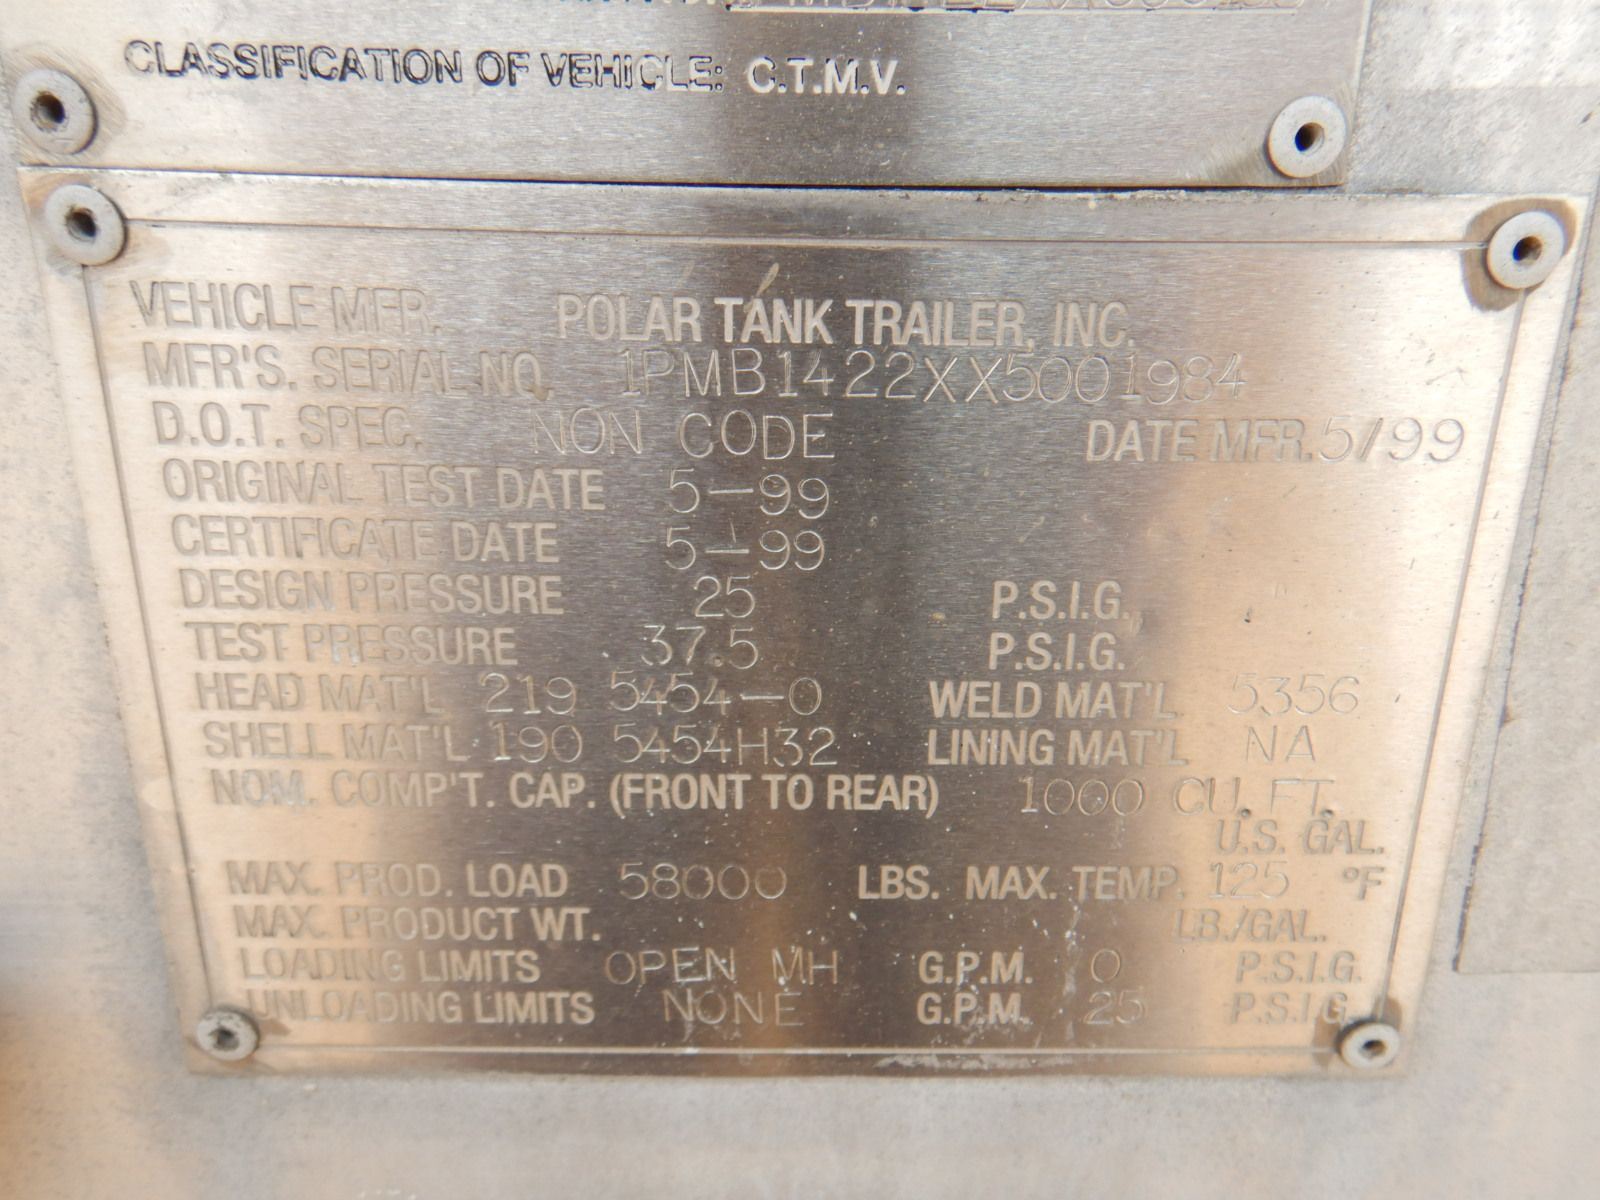 CLASSIFICATION OF VEHICLE: C.T.M.V.
VEHICLE MFR. POLAR TANK TRAILER, INC.
MFR'S. SERIAL NO. 1PMB1422XX5001984
D.O.T. SPEC. NON CODE DATE MFR. 5/99
ORIGINAL TEST DATE 5-99
CERTIFICATE DATE 5-99
DESIGN PRESSURE 25 P.S.I.G.
TEST PRESSURE 37.5 P.S.I.G.
HEAD MAT'L 219 5454-0 WELD MAT'L 5356
SHELL MAT'L 190 5454H32 LINING MAT'L NA
NOM. COMP'T. CAP. (FRONT TO REAR) 1000 CU. FT.
U.S. GAL.
MAX. PROD. LOAD 58000 LBS. MAX. TEMP. 125 °F
MAX. PRODUCT WT. LB./GAL.
LOADING LIMITS OPEN MH G.P.M. 0 P.S.I.G.
UNLOADING LIMITS NONE G.P.M. 25 P.S.I.G.